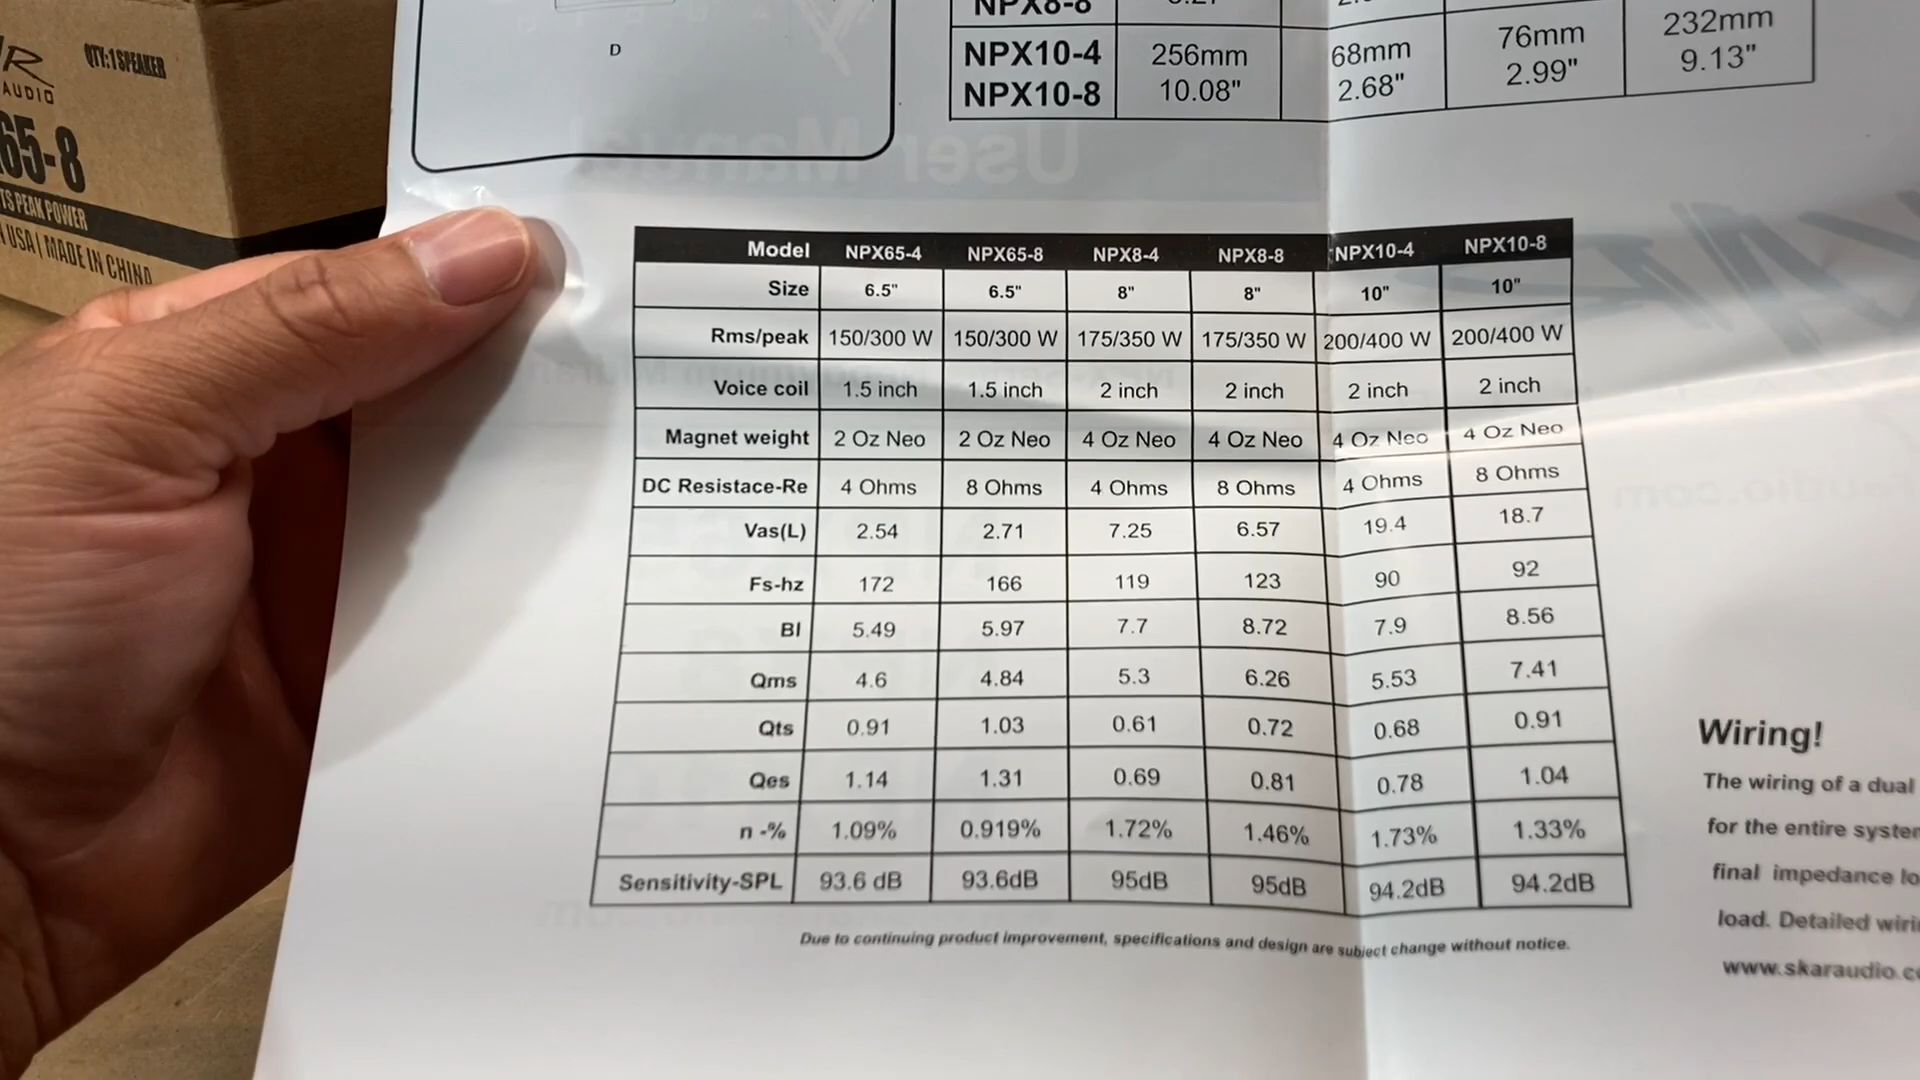 QTY:1 SPEAKER
AUDIO
65-8
TS PEAK POWER
USA | MADE IN CHINA
D
NPX8-8
NPX10-4 256mm 68mm 76mm 232mm
NPX10-8 10.08" 2.68" 2.99" 9.13"
User Manual
Model NPX65-4 NPX65-8 NPX8-4 NPX8-8 NPX10-4 NPX10-8
Size 6.5" 6.5" 8" 8" 10" 10"
Rms/peak 150/300 W 150/300 W 175/350 W 175/350 W 200/400 W 200/400 W
Voice coil 1.5 inch 1.5 inch 2 inch 2 inch 2 inch 2 inch
Magnet weight 2 Oz Neo 2 Oz Neo 4 Oz Neo 4 Oz Neo 4 Oz Neo 4 Oz Neo
DC Resistace-Re 4 Ohms 8 Ohms 4 Ohms 8 Ohms 4 Ohms 8 Ohms
Vas(L) 2.54 2.71 7.25 6.57 19.4 18.7
Fs-hz 172 166 119 123 90 92
Bl 5.49 5.97 7.7 8.72 7.9 8.56
Qms 4.6 4.84 5.3 6.26 5.53 7.41
Qts 0.91 1.03 0.61 0.72 0.68 0.91
Qes 1.14 1.31 0.69 0.81 0.78 1.04
n -% 1.09% 0.919% 1.72% 1.46% 1.73% 1.33%
Sensitivity-SPL 93.6 dB 93.6dB 95dB 95dB 94.2dB 94.2dB
Due to continuing product improvement, specifications and design are subject change without notice.
Wiring!
The wiring of a dual
for the entire system
final impedance lo
load. Detailed wiri
www.skaraudio.co